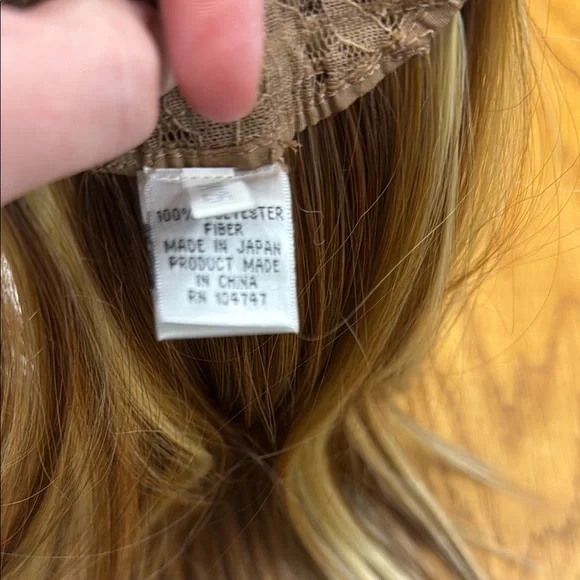 100% POLYESTER
FIBER
MADE IN JAPAN
PRODUCT MADE
IN CHINA
RN 104747